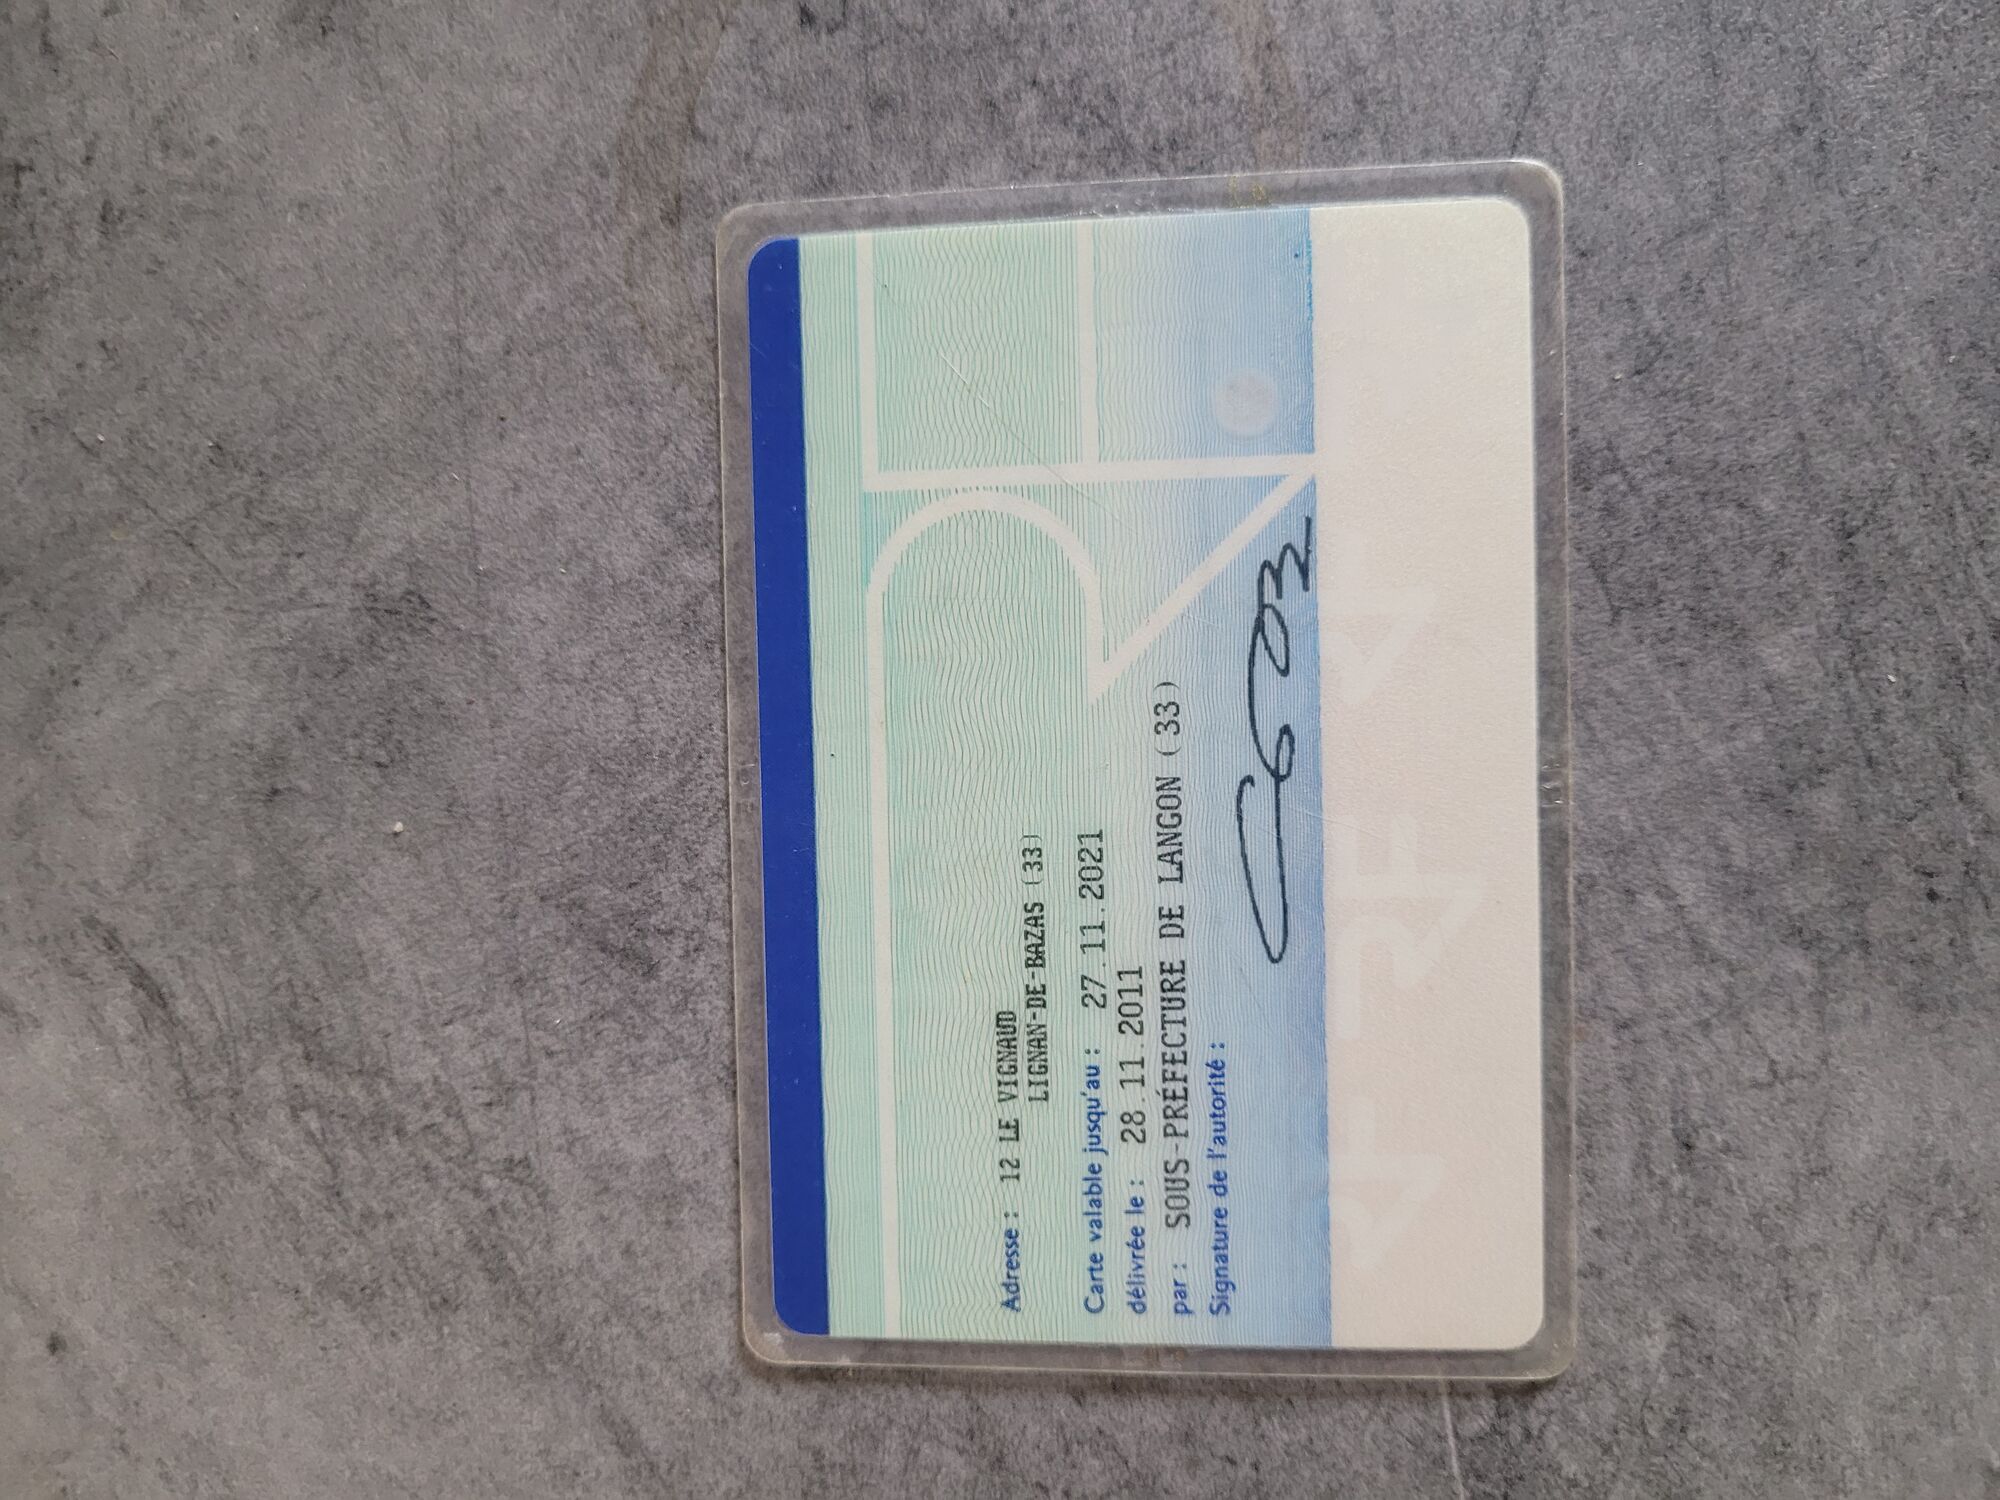 Adresse : 12 LE VIGNAUD
LIGNAN-DE-BAZAS (33)
Carte valable jusqu'au : 27.11.2021
délivrée le : 28.11.2011
par : SOUS-PRÉFECTURE DE LANGON (33)
Signature de l'autorité :